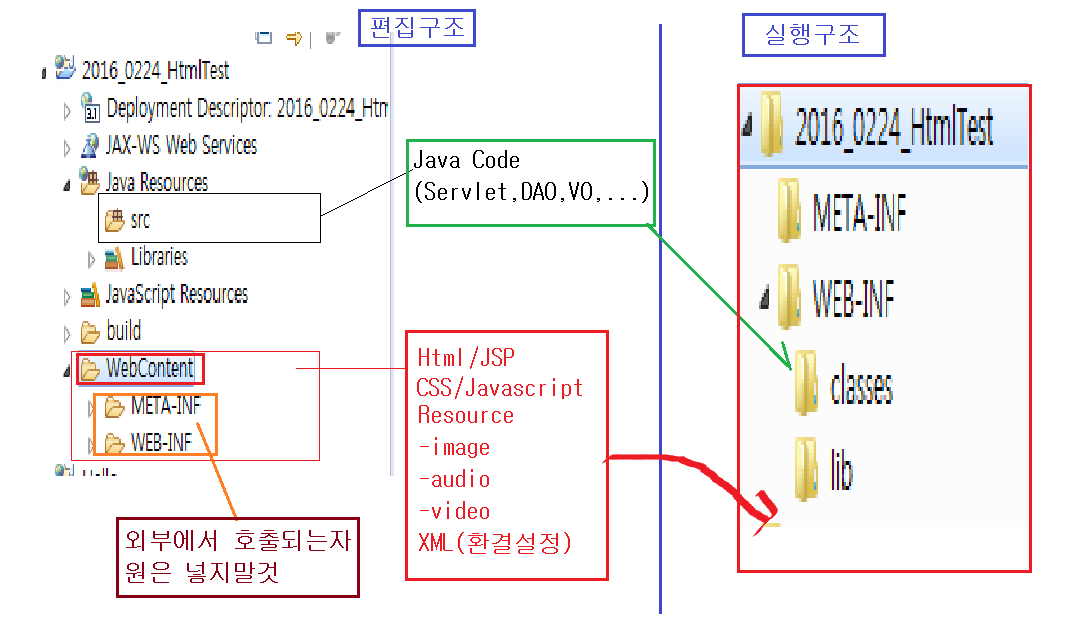 편집구조
2016_0224_HtmlTest
Deployment Descriptor: 2016_0224_Htm
JAX-WS Web Services
Java Resources
src
Libraries
JavaScript Resources
build
WebContent
META-INF
WEB-INF
외부에서 호출되는자
원은 넣지말것
Java Code
(Servlet,DAO,VO,...)
Html/JSP
CSS/Javascript
Resource
-image
-audio
-video
XML(환결설정)
실행구조
2016_0224_HtmlTest
META-INF
WEB-INF
classes
lib